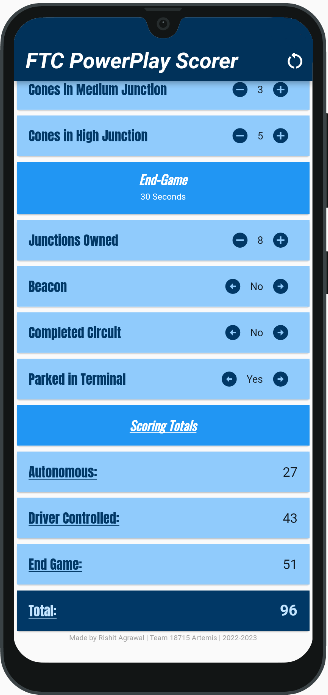 FTC PowerPlay Scorer
Cones in Medium Junction 3
Cones in High Junction 5
End-Game
30 Seconds
Junctions Owned 8
Beacon No
Completed Circuit No
Parked in Terminal Yes
Scoring Totals
Autonomous: 27
Driver Controlled: 43
End Game: 51
Total: 96
Made by Rishit Agrawal | Team 18715 Artemis | 2022-2023